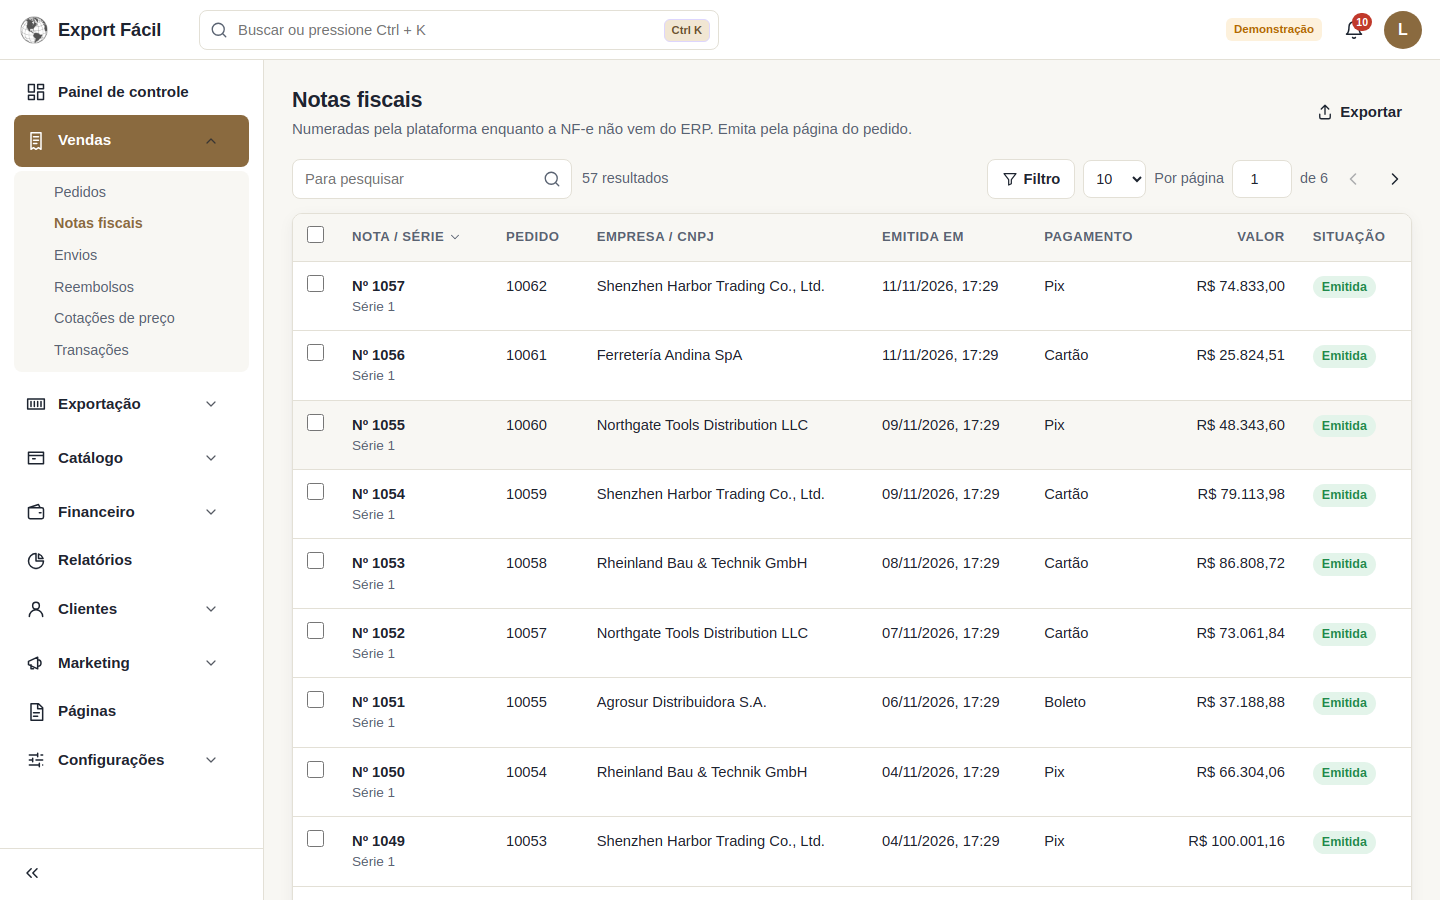 Export Fácil
Buscar ou pressione Ctrl + K
Ctrl K
Demonstração
10
L
Painel de controle
Vendas
Pedidos
Notas fiscais
Envios
Reembolsos
Cotações de preço
Transações
Exportação
Catálogo
Financeiro
Relatórios
Clientes
Marketing
Páginas
Configurações
Notas fiscais
Numeradas pela plataforma enquanto a NF-e não vem do ERP. Emita pela página do pedido.
Exportar
Para pesquisar
57 resultados
Filtro
10
Por página
1
de 6
NOTA / SÉRIE PEDIDO EMPRESA / CNPJ EMITIDA EM PAGAMENTO VALOR SITUAÇÃO
Nº 1057 10062 Shenzhen Harbor Trading Co., Ltd. 11/11/2026, 17:29 Pix R$ 74.833,00 Emitida
Série 1
Nº 1056 10061 Ferretería Andina SpA 11/11/2026, 17:29 Cartão R$ 25.824,51 Emitida
Série 1
Nº 1055 10060 Northgate Tools Distribution LLC 09/11/2026, 17:29 Pix R$ 48.343,60 Emitida
Série 1
Nº 1054 10059 Shenzhen Harbor Trading Co., Ltd. 09/11/2026, 17:29 Cartão R$ 79.113,98 Emitida
Série 1
Nº 1053 10058 Rheinland Bau & Technik GmbH 08/11/2026, 17:29 Cartão R$ 86.808,72 Emitida
Série 1
Nº 1052 10057 Northgate Tools Distribution LLC 07/11/2026, 17:29 Cartão R$ 73.061,84 Emitida
Série 1
Nº 1051 10055 Agrosur Distribuidora S.A. 06/11/2026, 17:29 Boleto R$ 37.188,88 Emitida
Série 1
Nº 1050 10054 Rheinland Bau & Technik GmbH 04/11/2026, 17:29 Pix R$ 66.304,06 Emitida
Série 1
Nº 1049 10053 Shenzhen Harbor Trading Co., Ltd. 04/11/2026, 17:29 Pix R$ 100.001,16 Emitida
Série 1